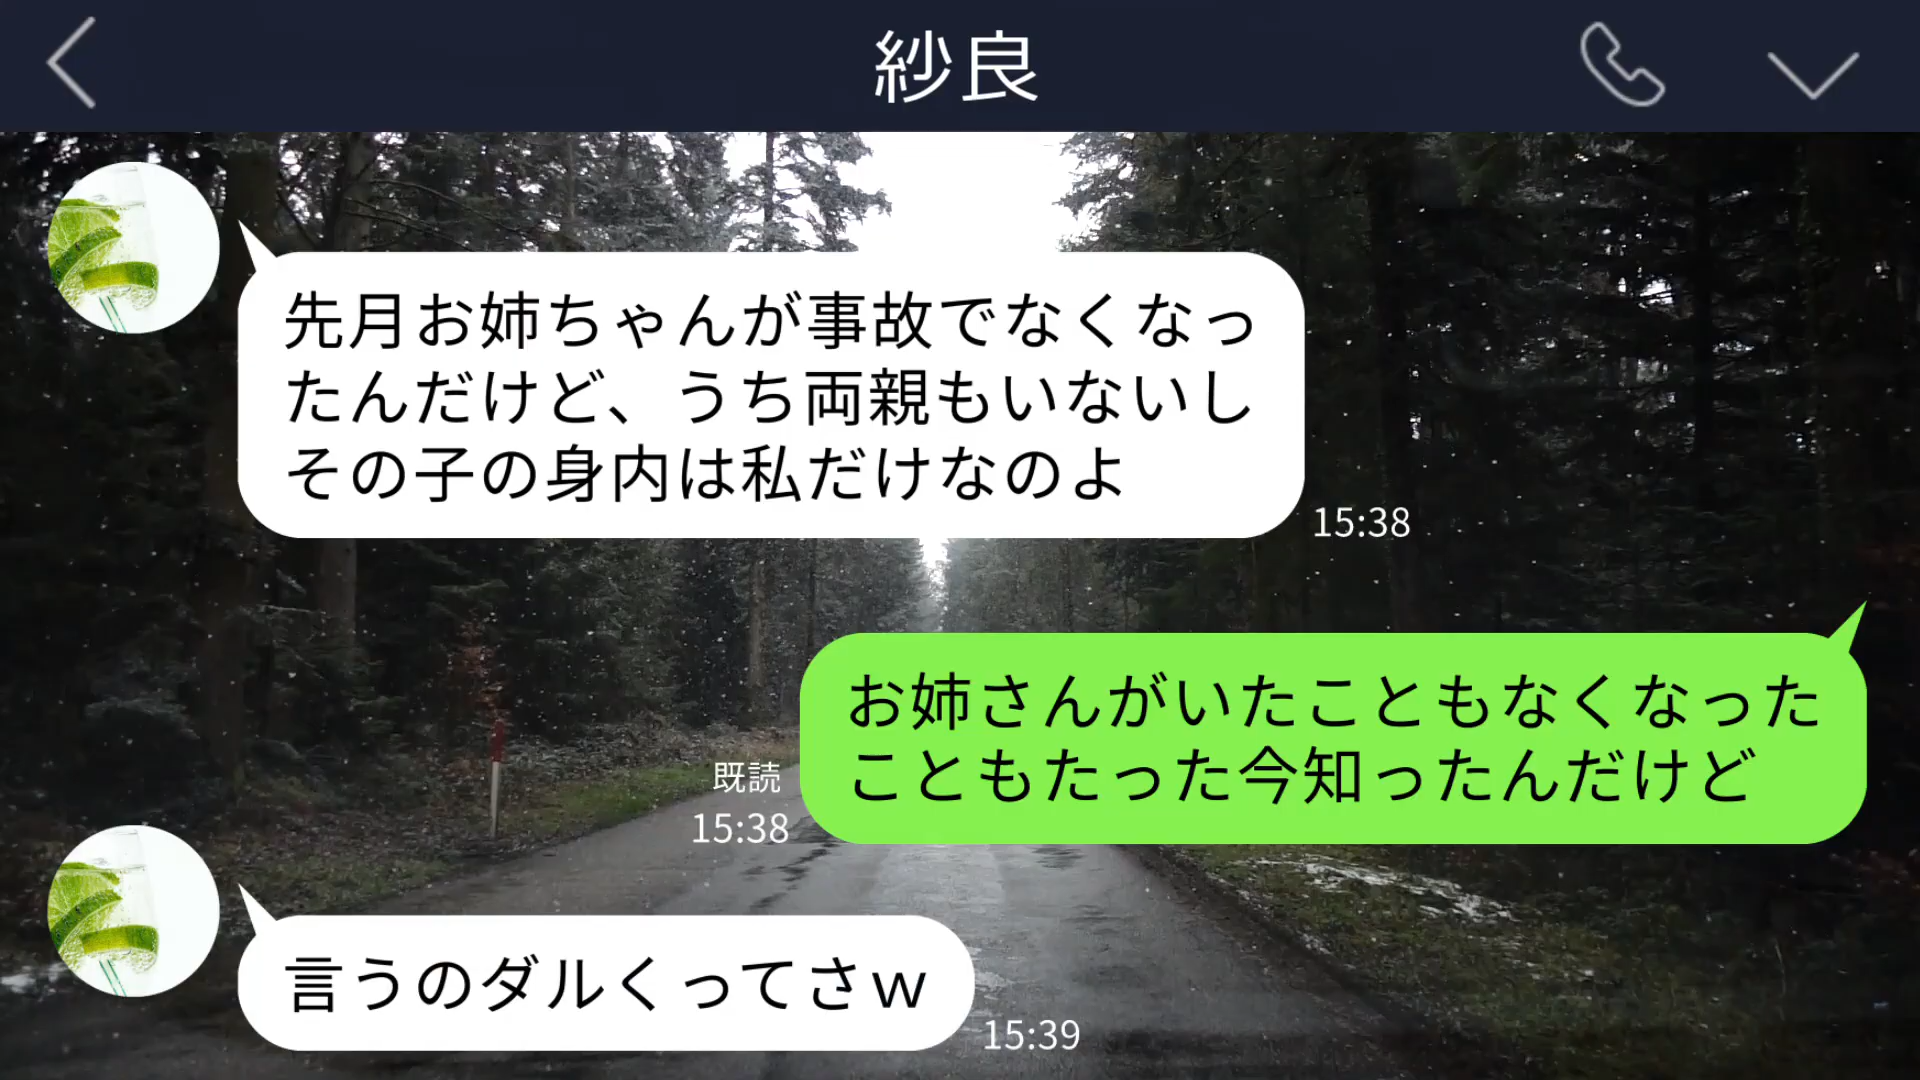 紗良
先月お姉ちゃんが事故でなくなっ
たんだけど、うち両親もいないし
その子の身内は私だけなのよ
15:38
お姉さんがいたこともなくなった
こともたった今知ったんだけど
既読
15:38
言うのダルくってさw
15:39